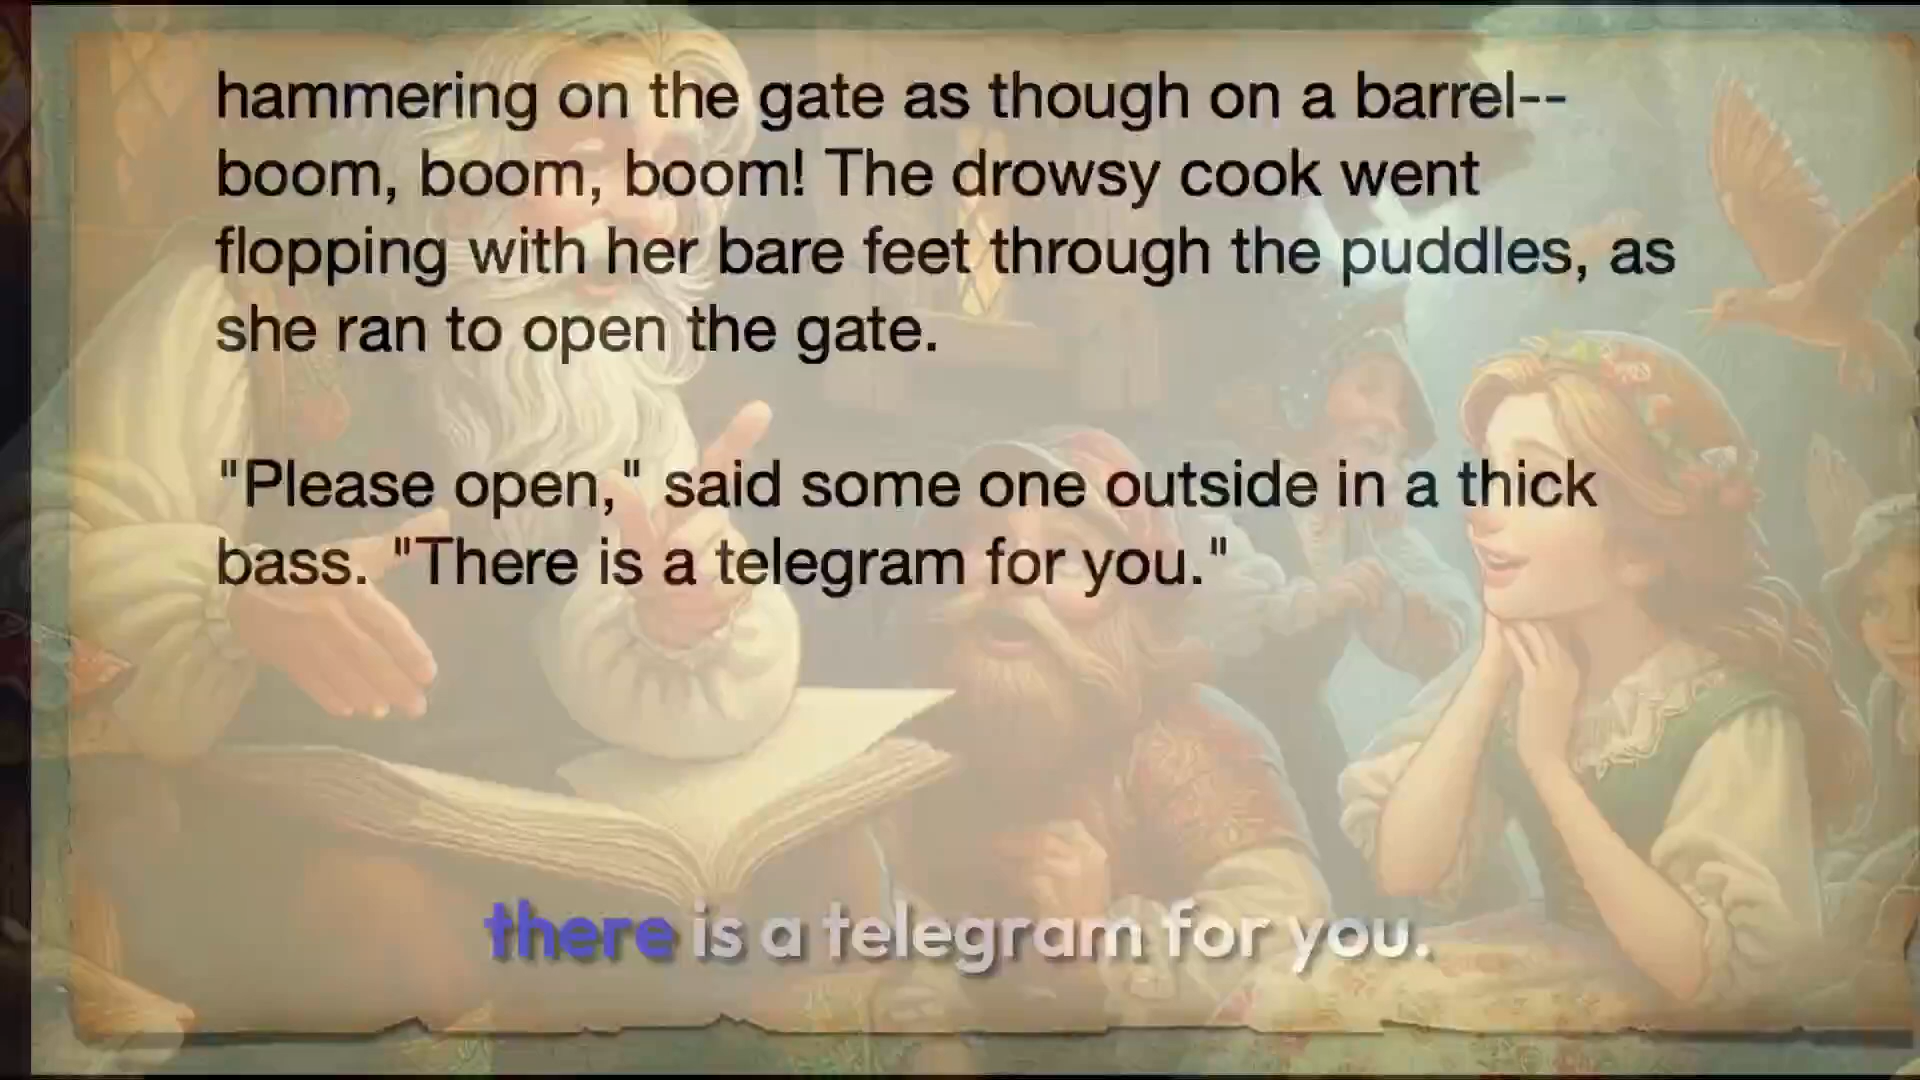 hammering on the gate as though on a barrel--
boom, boom, boom! The drowsy cook went
flopping with her bare feet through the puddles, as
she ran to open the gate.
"Please open," said some one outside in a thick
bass. "There is a telegram for you."
there is a telegram for you.